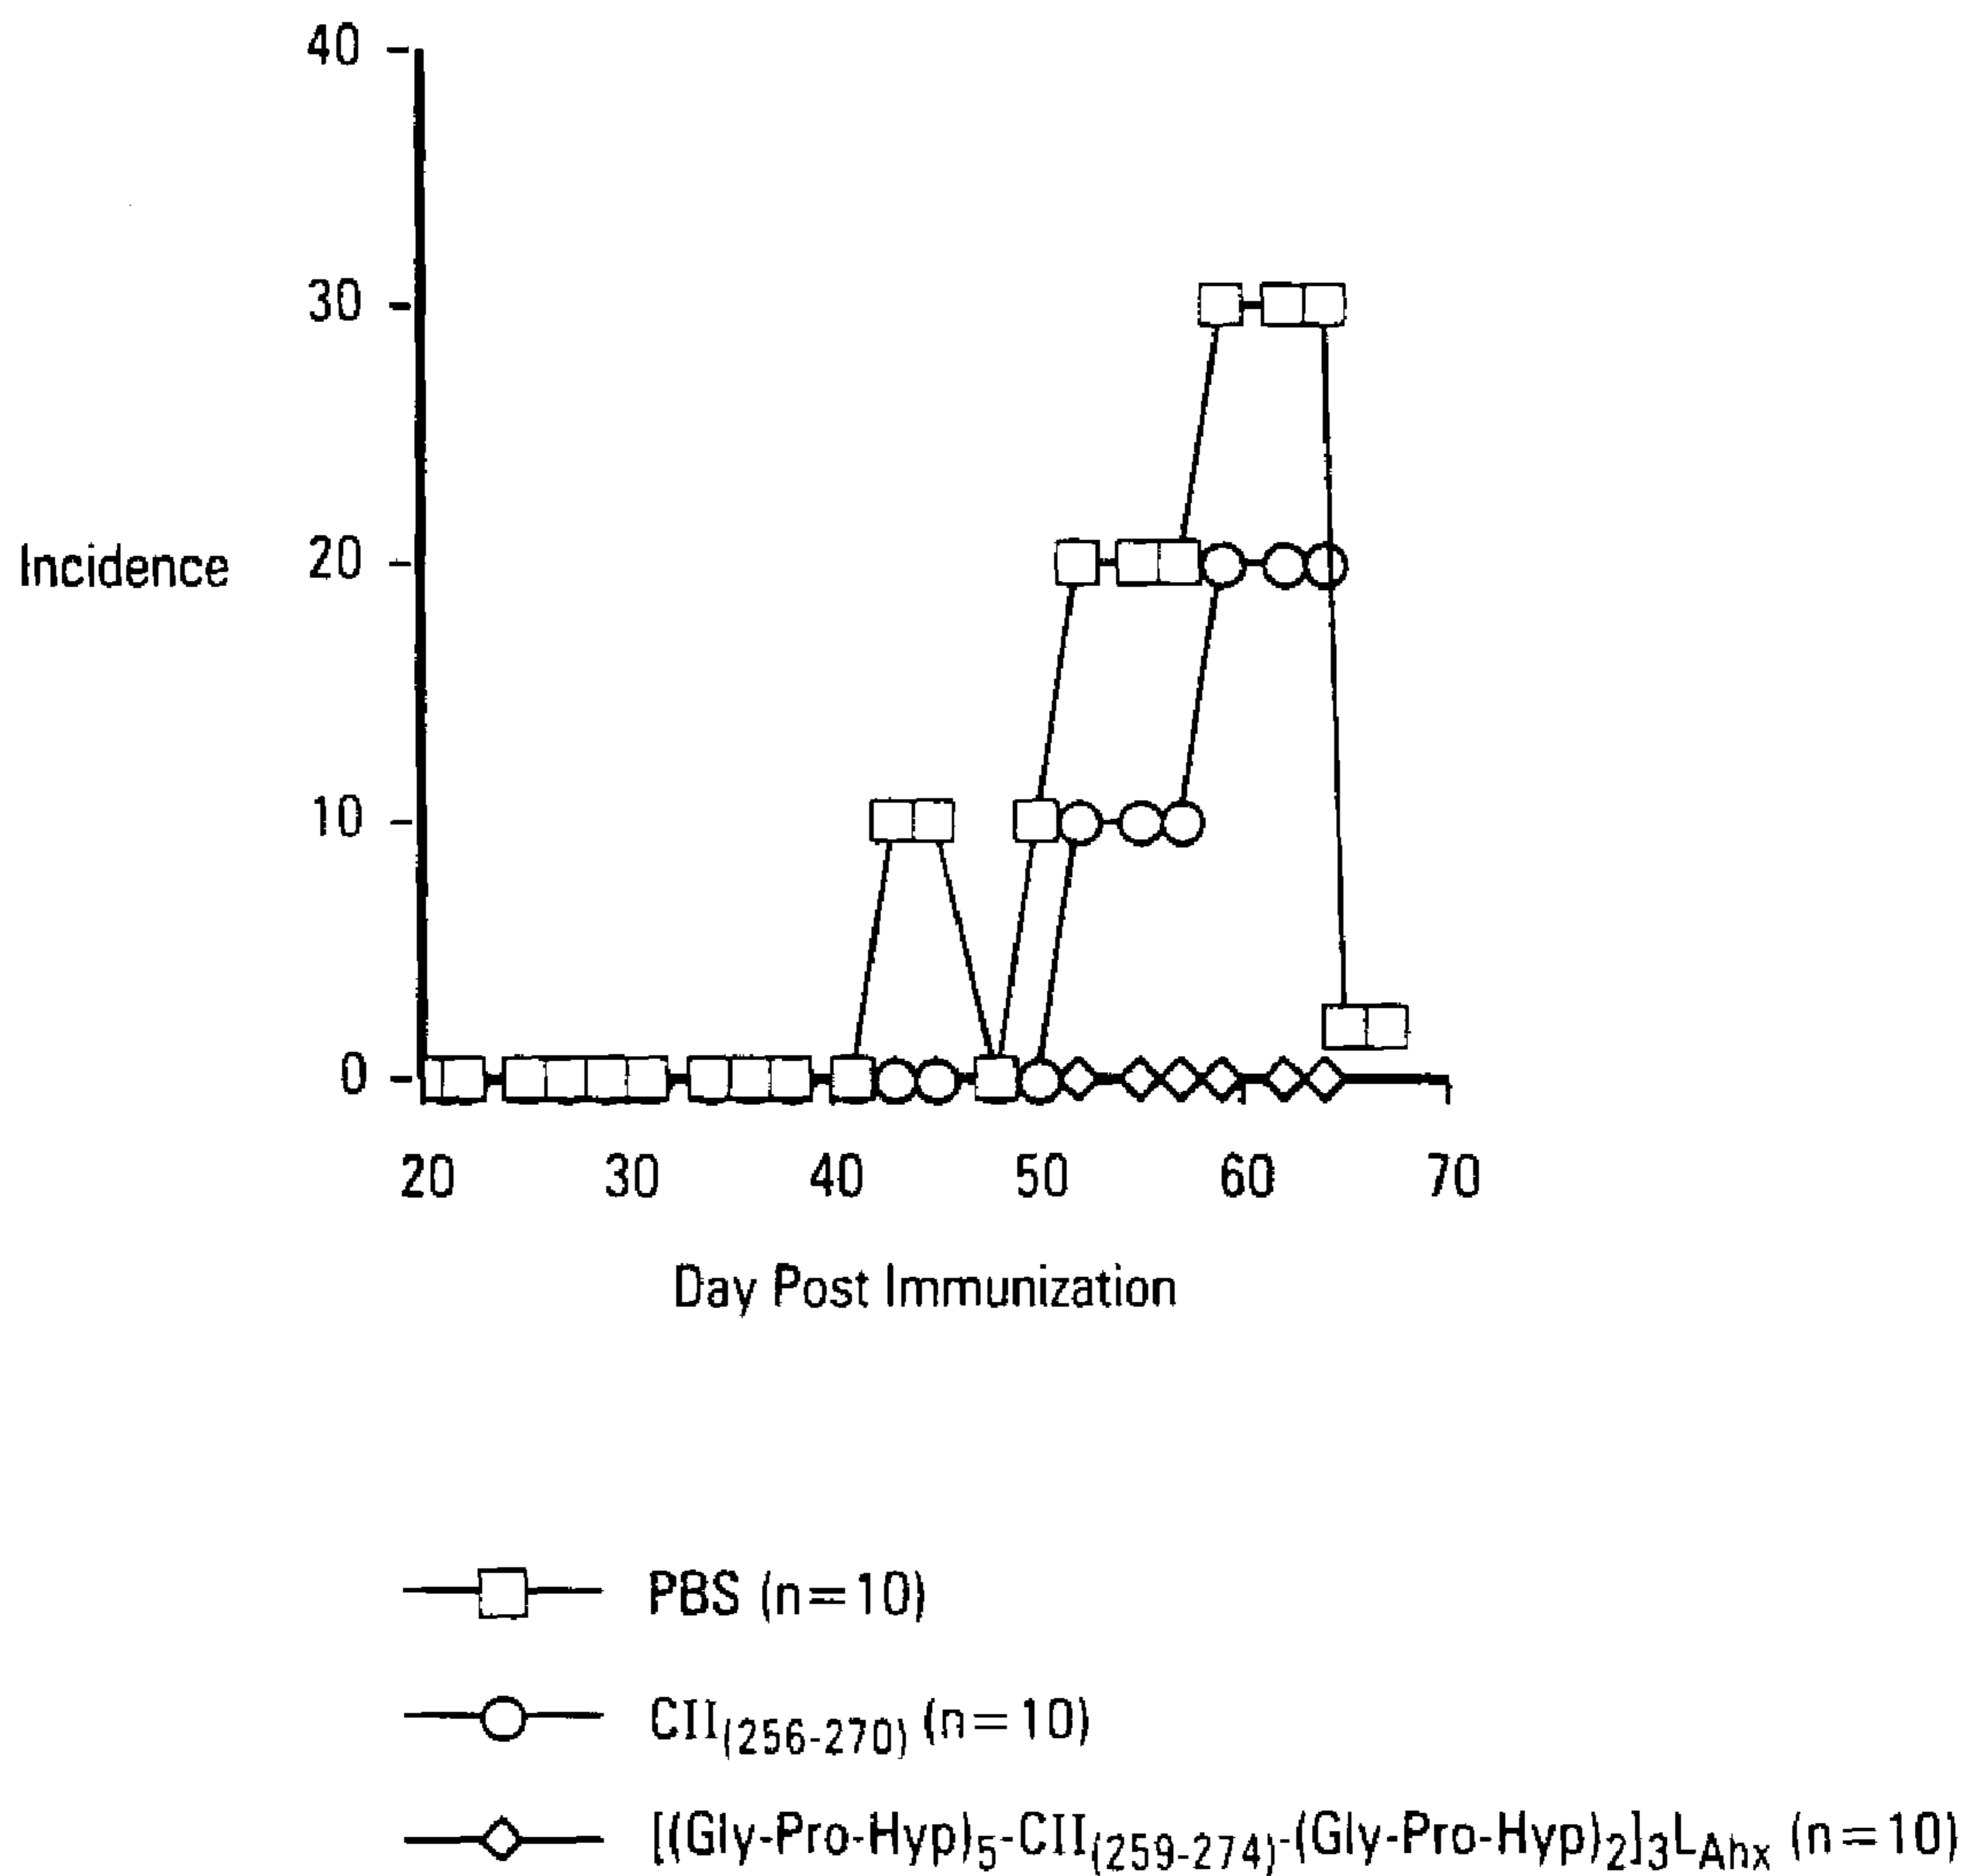 40
30
Incidence 20
10
0
20 30 40 50 60 70
Day Post Immunization
PBS (n=10)
CII(256-270) (n=10)
[(Gly-Pro-Hyp)5-CII(259-274)-(Gly-Pro-Hyp)2]3LAhx (n=10)